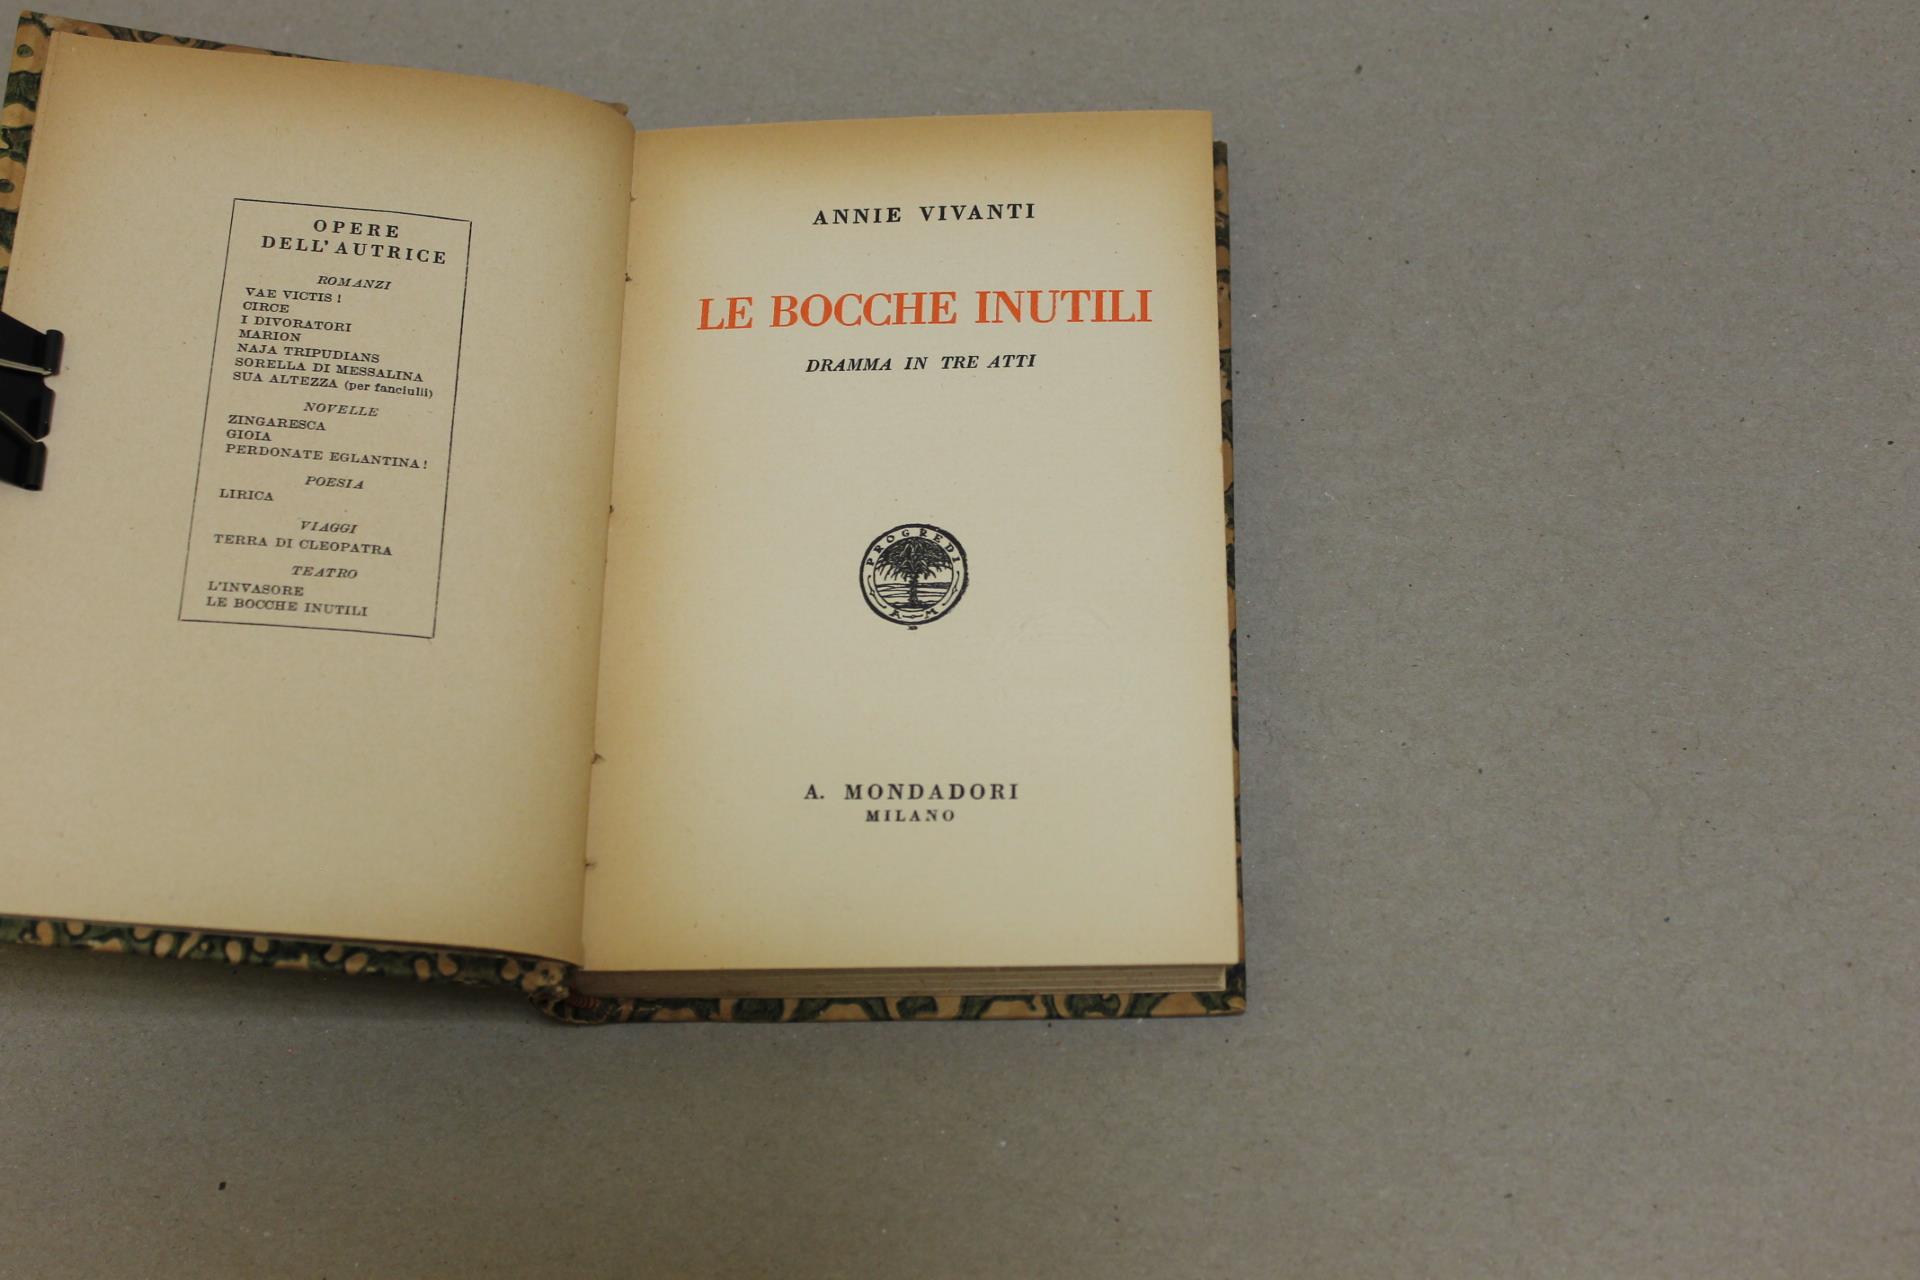 OPERE
DELL'AUTRICE
ROMANZI
VAE VICTIS !
CIRCE
I DIVORATORI
MARION
NAJA TRIPUDIANS
SORELLA DI MESSALINA
SUA ALTEZZA (per fanciulli)
NOVELLE
ZINGARESCA
GIOIA
PERDONATE EGLANTINA !
POESIA
LIRICA
VIAGGI
TERRA DI CLEOPATRA
TEATRO
L'INVASORE
LE BOCCHE INUTILI
ANNIE VIVANTI
LE BOCCHE INUTILI
DRAMMA IN TRE ATTI
PROGREDI
A M
A. MONDADORI
MILANO